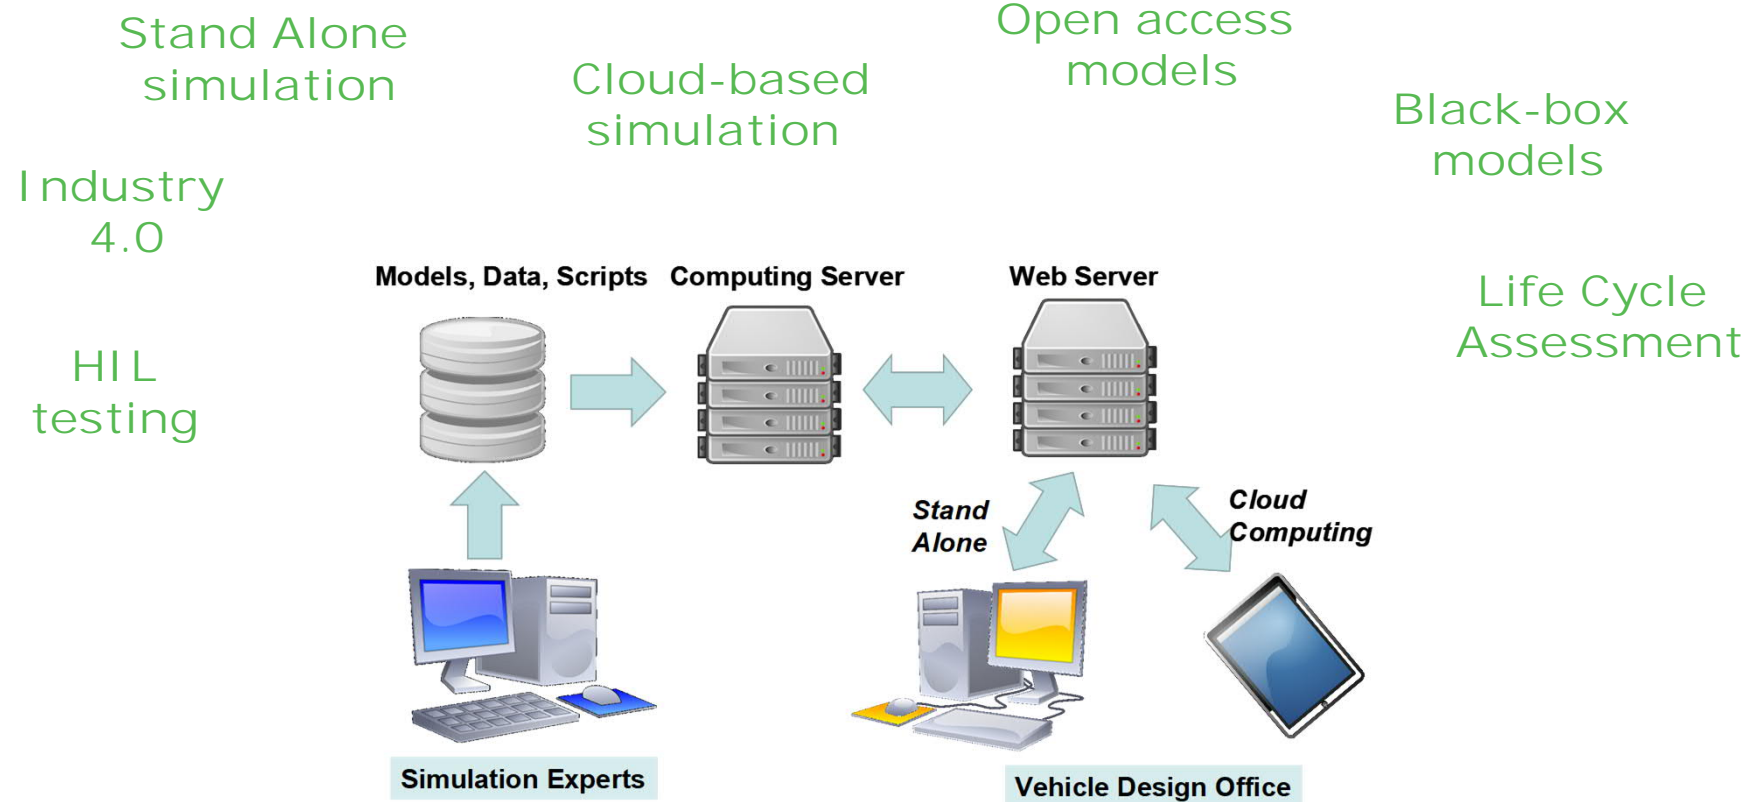 Stand Alone
simulation
Cloud-based
simulation
Open access
models
Black-box
models
Industry
4.0
HIL
testing
Life Cycle
Assessment
Models, Data, Scripts
Computing Server
Web Server
Stand
Alone
Cloud
Computing
Simulation Experts
Vehicle Design Office